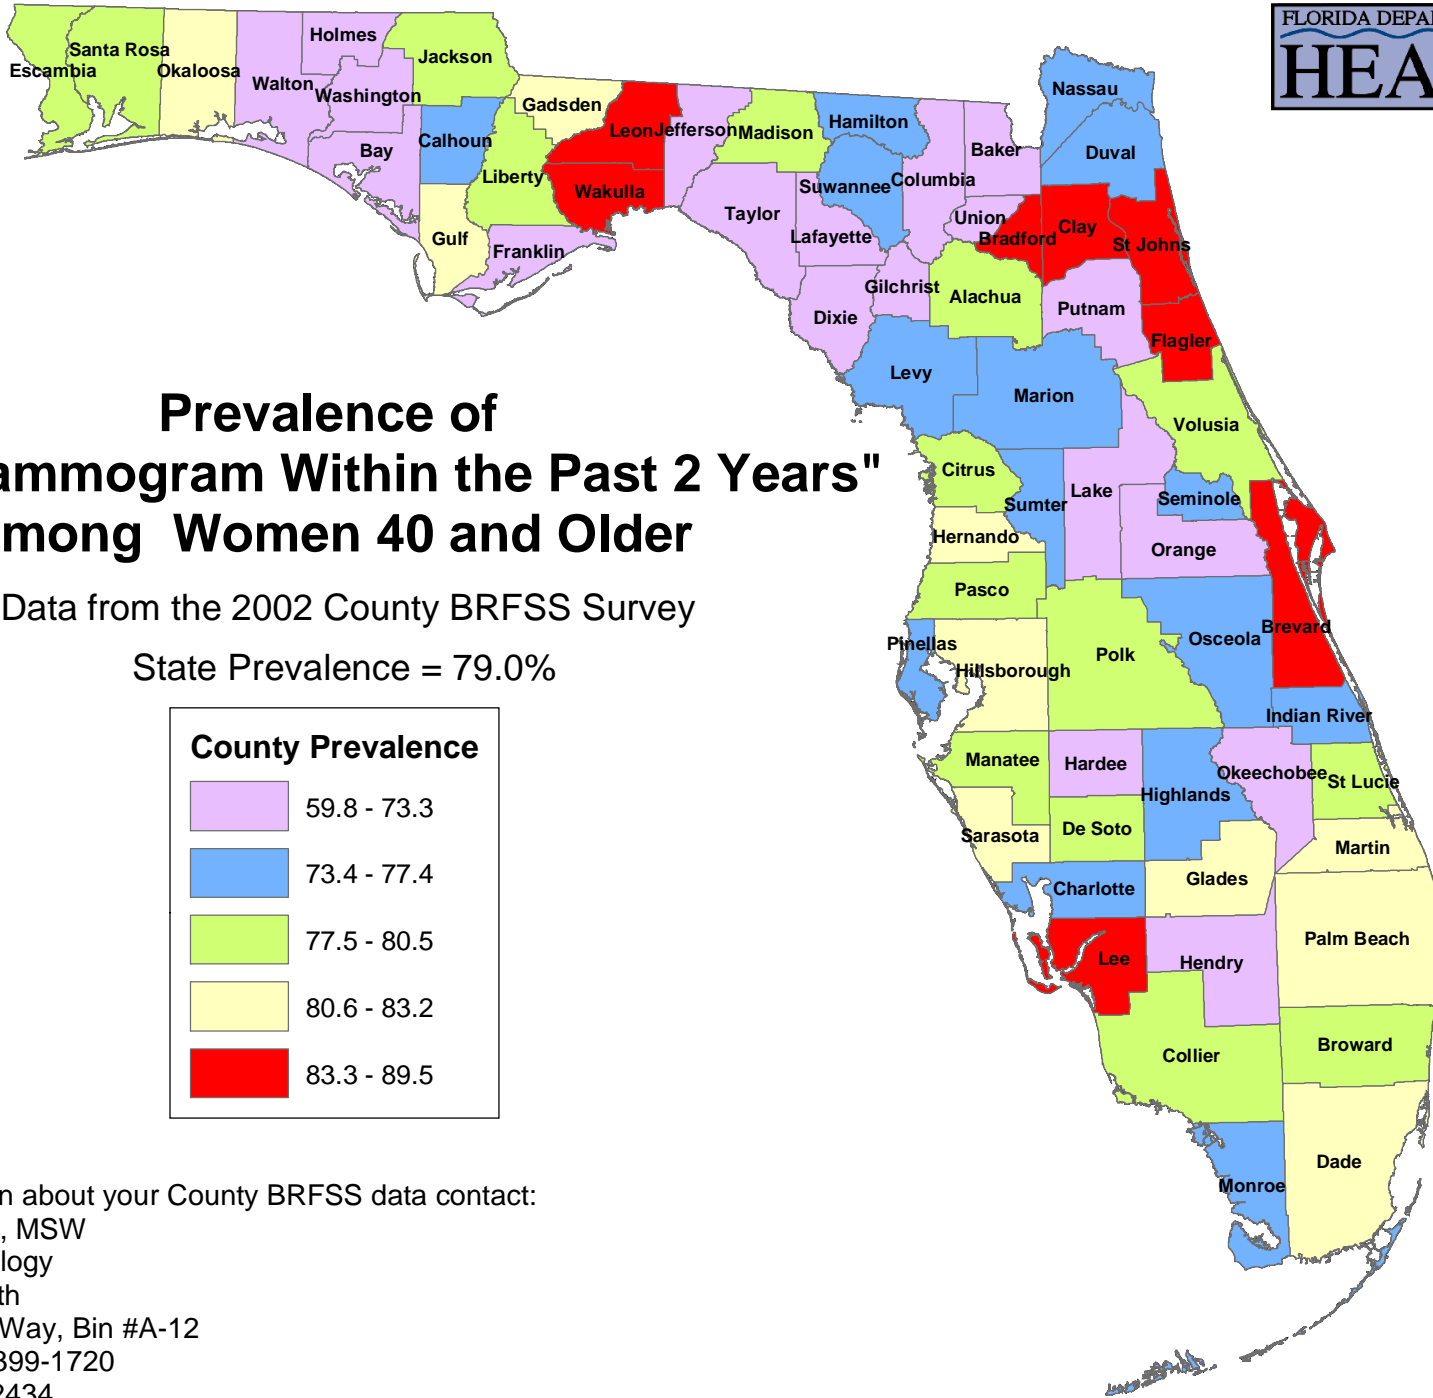 FLORIDA DEPA
HEA
Holmes
Santa Rosa
Jackson
Escambia
Okaloosa
Walton
Washington
Gadsden
Nassau
Hamilton
Leon
Jefferson
Madison
Calhoun
Bay
Baker
Duval
Liberty
Wakulla
Suwannee
Columbia
Taylor
Union
Clay
Lafayette
Bradford
St Johns
Gulf
Franklin
Gilchrist
Alachua
Putnam
Dixie
Flagler
Levy
Marion
Volusia
Prevalence of
ammogram Within the Past 2 Years"
mong Women 40 and Older
Data from the 2002 County BRFSS Survey
State Prevalence = 79.0%
Citrus
Lake
Seminole
Sumter
Hernando
Orange
Pasco
Brevard
Osceola
Pinellas
Polk
Hillsborough
Indian River
Manatee
Hardee
Okeechobee
St Lucie
Highlands
De Soto
Sarasota
Martin
Glades
Charlotte
Palm Beach
Lee
Hendry
Broward
Collier
Dade
Monroe
County Prevalence
59.8 - 73.3
73.4 - 77.4
77.5 - 80.5
80.6 - 83.2
83.3 - 89.5
n about your County BRFSS data contact:
, MSW
logy
th
Way, Bin #A-12
399-1720
2434